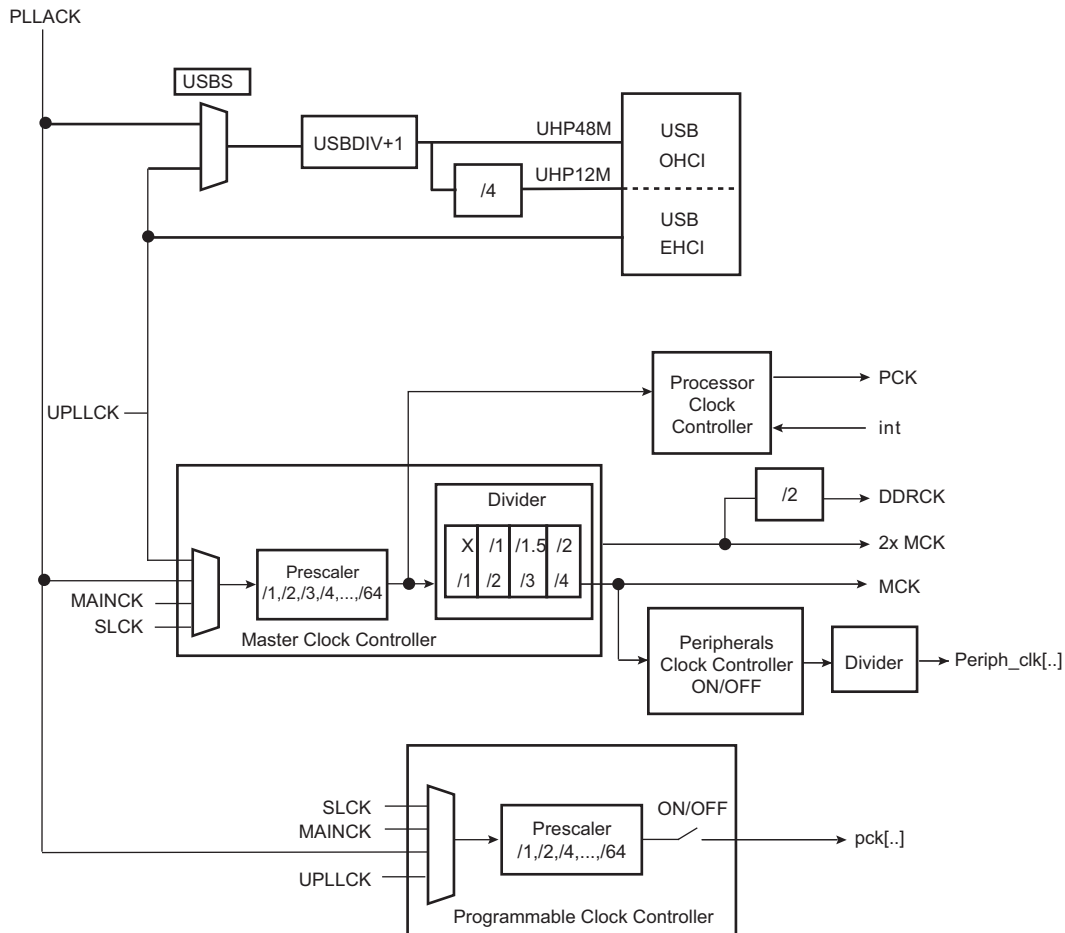 PLLACK
USBS
USBDIV+1
UHP48M
USB
OHCI
/4
UHP12M
USB
EHCI
UPLLCK
Processor
Clock
Controller
PCK
int
Divider
/2
DDRCK
X /1 /1.5 /2
2x MCK
/1 /2 /3 /4
MCK
Prescaler
/1,/2,/3,/4,...,/64
MAINCK
SLCK
Master Clock Controller
Peripherals
Clock Controller
ON/OFF
Divider
Periph_clk[..]
SLCK
MAINCK
UPLLCK
Prescaler
/1,/2,/4,...,/64
ON/OFF
pck[..]
Programmable Clock Controller